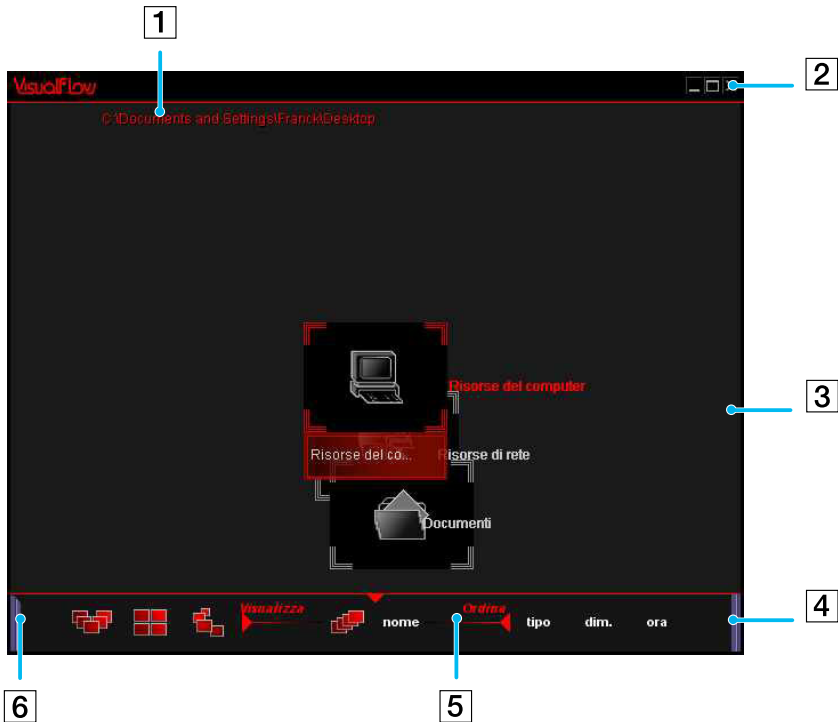 1
VisualFlow
2
C:\Documents and Settings\Franck\Desktop
Risorse del computer
3
Risorse del co...
Risorse di rete
Documenti
Visualizza
Ordina
nome
tipo
dim.
ora
4
6
5